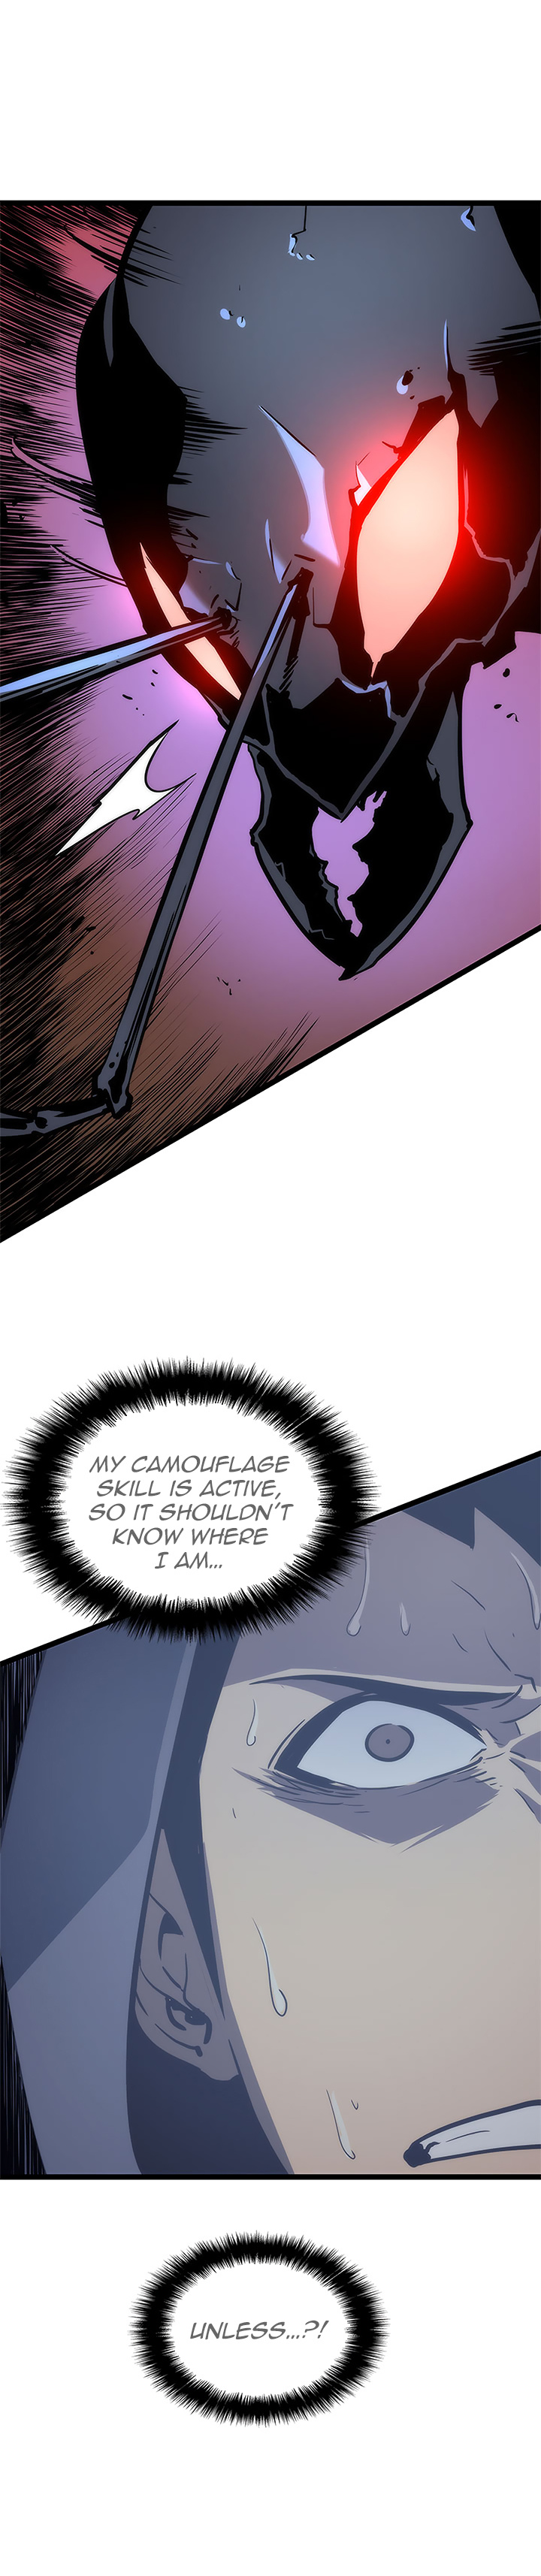 MY CAMOUFLAGE
SKILL IS ACTIVE,
SO IT SHOULDN'T
KNOW WHERE
I AM...
UNLESS...?!